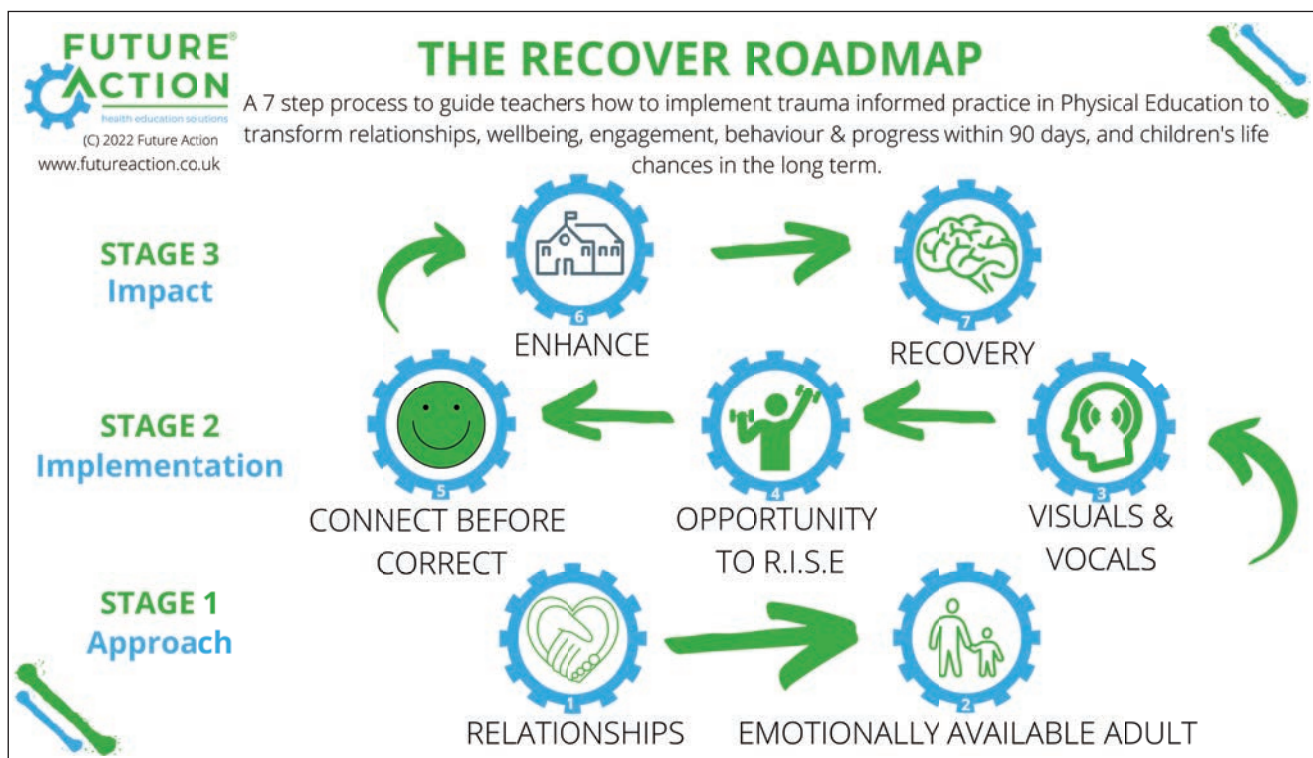 FUTURE®
ACTION
health education solutions
(C) 2022 Future Action
www.futureaction.co.uk
THE RECOVER ROADMAP
A 7 step process to guide teachers how to implement trauma informed practice in Physical Education to
transform relationships, wellbeing, engagement, behaviour & progress within 90 days, and children's life
chances in the long term.
STAGE 3
Impact
6
ENHANCE
7
RECOVERY
STAGE 2
Implementation
5
CONNECT BEFORE
CORRECT
4
OPPORTUNITY
TO R.I.S.E
3
VISUALS &
VOCALS
STAGE 1
Approach
1
RELATIONSHIPS
2
EMOTIONALLY AVAILABLE ADULT